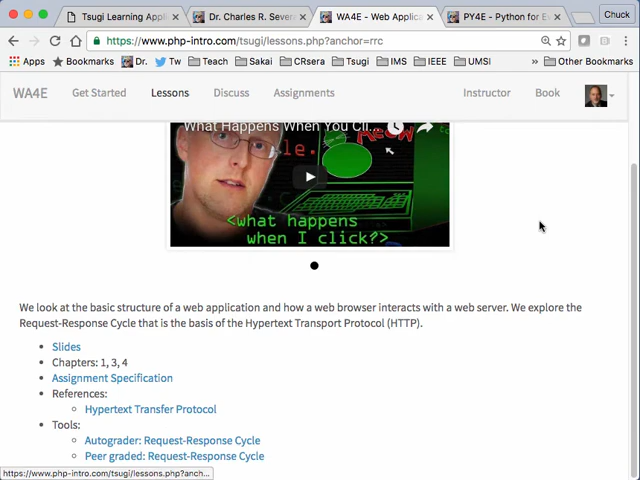 Tsugi Learning Appli
Dr. Charles R. Severa
WA4E - Web Applica
PY4E - Python for Ev
Chuck
https://www.php-intro.com/tsugi/lessons.php?anchor=rrc
Apps
Bookmarks
Dr.
Tw
Teach
Sakai
CRsera
Tsugi
IMS
IEEE
UMSI
»
Other Bookmarks
WA4E
Get Started
Lessons
Discuss
Assignments
Instructor
Book
What Happens When You Cli...
<what happens
when I click?>
We look at the basic structure of a web application and how a web browser interacts with a web server. We explore the
Request-Response Cycle that is the basis of the Hypertext Transport Protocol (HTTP).
Slides
Chapters: 1, 3, 4
Assignment Specification
References:
Hypertext Transfer Protocol
Tools:
Autograder: Request-Response Cycle
Peer graded: Request-Response Cycle
https://www.php-intro.com/tsugi/lessons.php?anch...